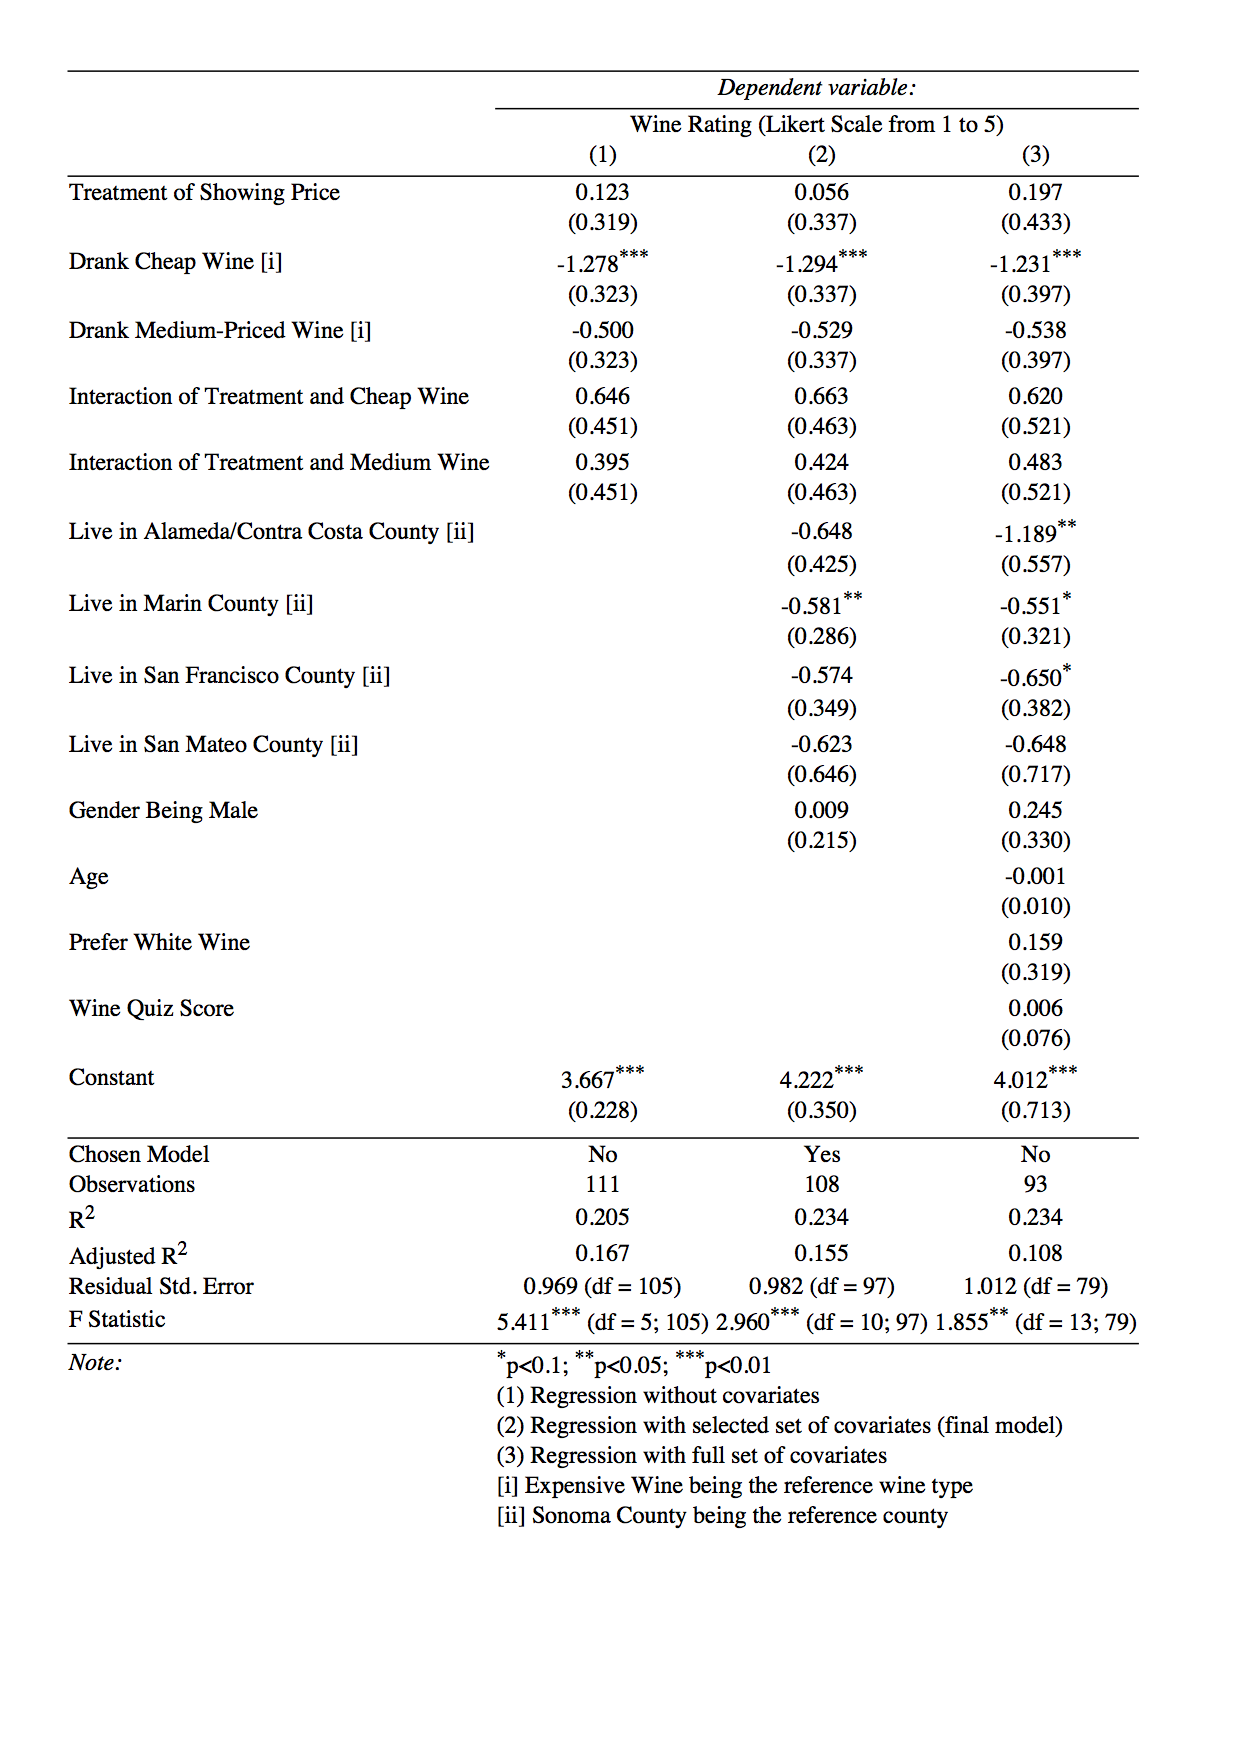 Dependent variable:
Wine Rating (Likert Scale from 1 to 5)
(1) (2) (3)
Treatment of Showing Price 0.123 0.056 0.197
(0.319) (0.337) (0.433)
Drank Cheap Wine [i] -1.278*** -1.294*** -1.231***
(0.323) (0.337) (0.397)
Drank Medium-Priced Wine [i] -0.500 -0.529 -0.538
(0.323) (0.337) (0.397)
Interaction of Treatment and Cheap Wine 0.646 0.663 0.620
(0.451) (0.463) (0.521)
Interaction of Treatment and Medium Wine 0.395 0.424 0.483
(0.451) (0.463) (0.521)
Live in Alameda/Contra Costa County [ii] -0.648 -1.189**
(0.425) (0.557)
Live in Marin County [ii] -0.581** -0.551*
(0.286) (0.321)
Live in San Francisco County [ii] -0.574 -0.650*
(0.349) (0.382)
Live in San Mateo County [ii] -0.623 -0.648
(0.646) (0.717)
Gender Being Male 0.009 0.245
(0.215) (0.330)
Age -0.001
(0.010)
Prefer White Wine 0.159
(0.319)
Wine Quiz Score 0.006
(0.076)
Constant 3.667*** 4.222*** 4.012***
(0.228) (0.350) (0.713)
Chosen Model No Yes No
Observations 111 108 93
R2 0.205 0.234 0.234
Adjusted R2 0.167 0.155 0.108
Residual Std. Error 0.969 (df = 105) 0.982 (df = 97) 1.012 (df = 79)
F Statistic 5.411*** (df = 5; 105) 2.960*** (df = 10; 97) 1.855** (df = 13; 79)
Note: *p<0.1; **p<0.05; ***p<0.01
(1) Regression without covariates
(2) Regression with selected set of covariates (final model)
(3) Regression with full set of covariates
[i] Expensive Wine being the reference wine type
[ii] Sonoma County being the reference county